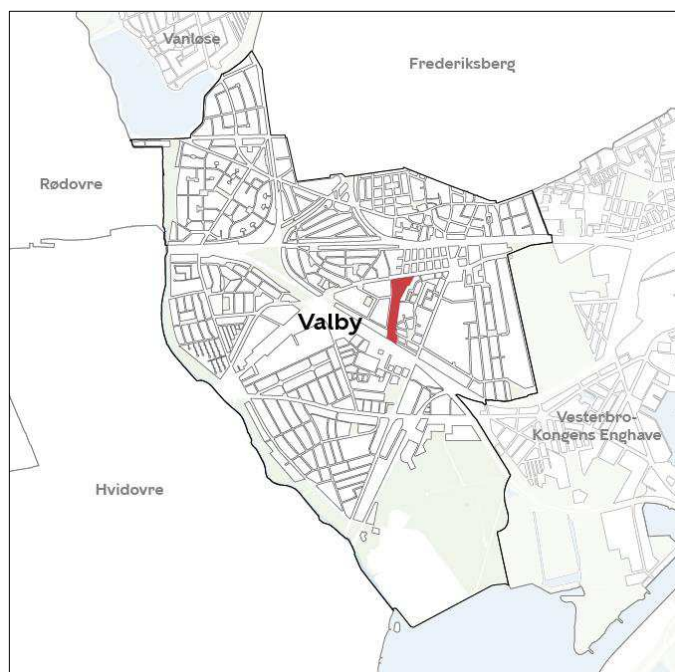 Vanløse
Frederiksberg
Rødovre
Valby
Vesterbro-
Kongens Enghave
Hvidovre